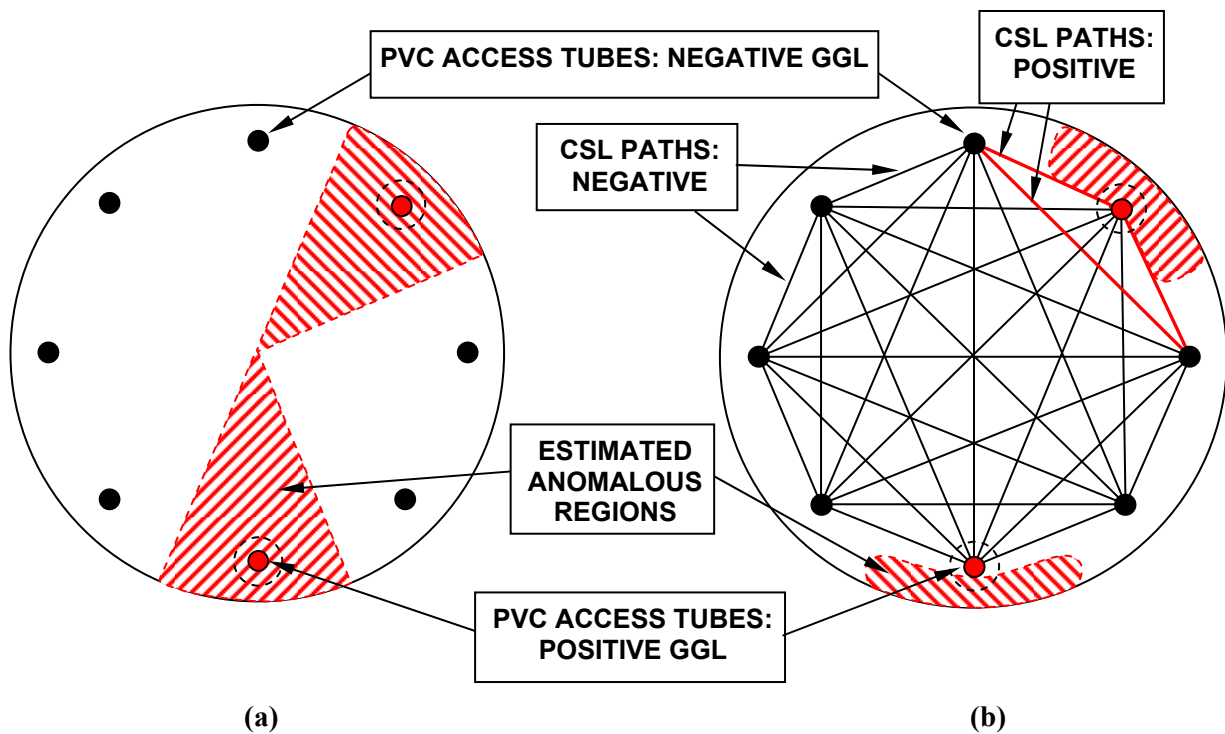 PVC ACCESS TUBES: NEGATIVE GGL
CSL PATHS:
POSITIVE
CSL PATHS:
NEGATIVE
ESTIMATED
ANOMALOUS
REGIONS
PVC ACCESS TUBES:
POSITIVE GGL
(a)
(b)